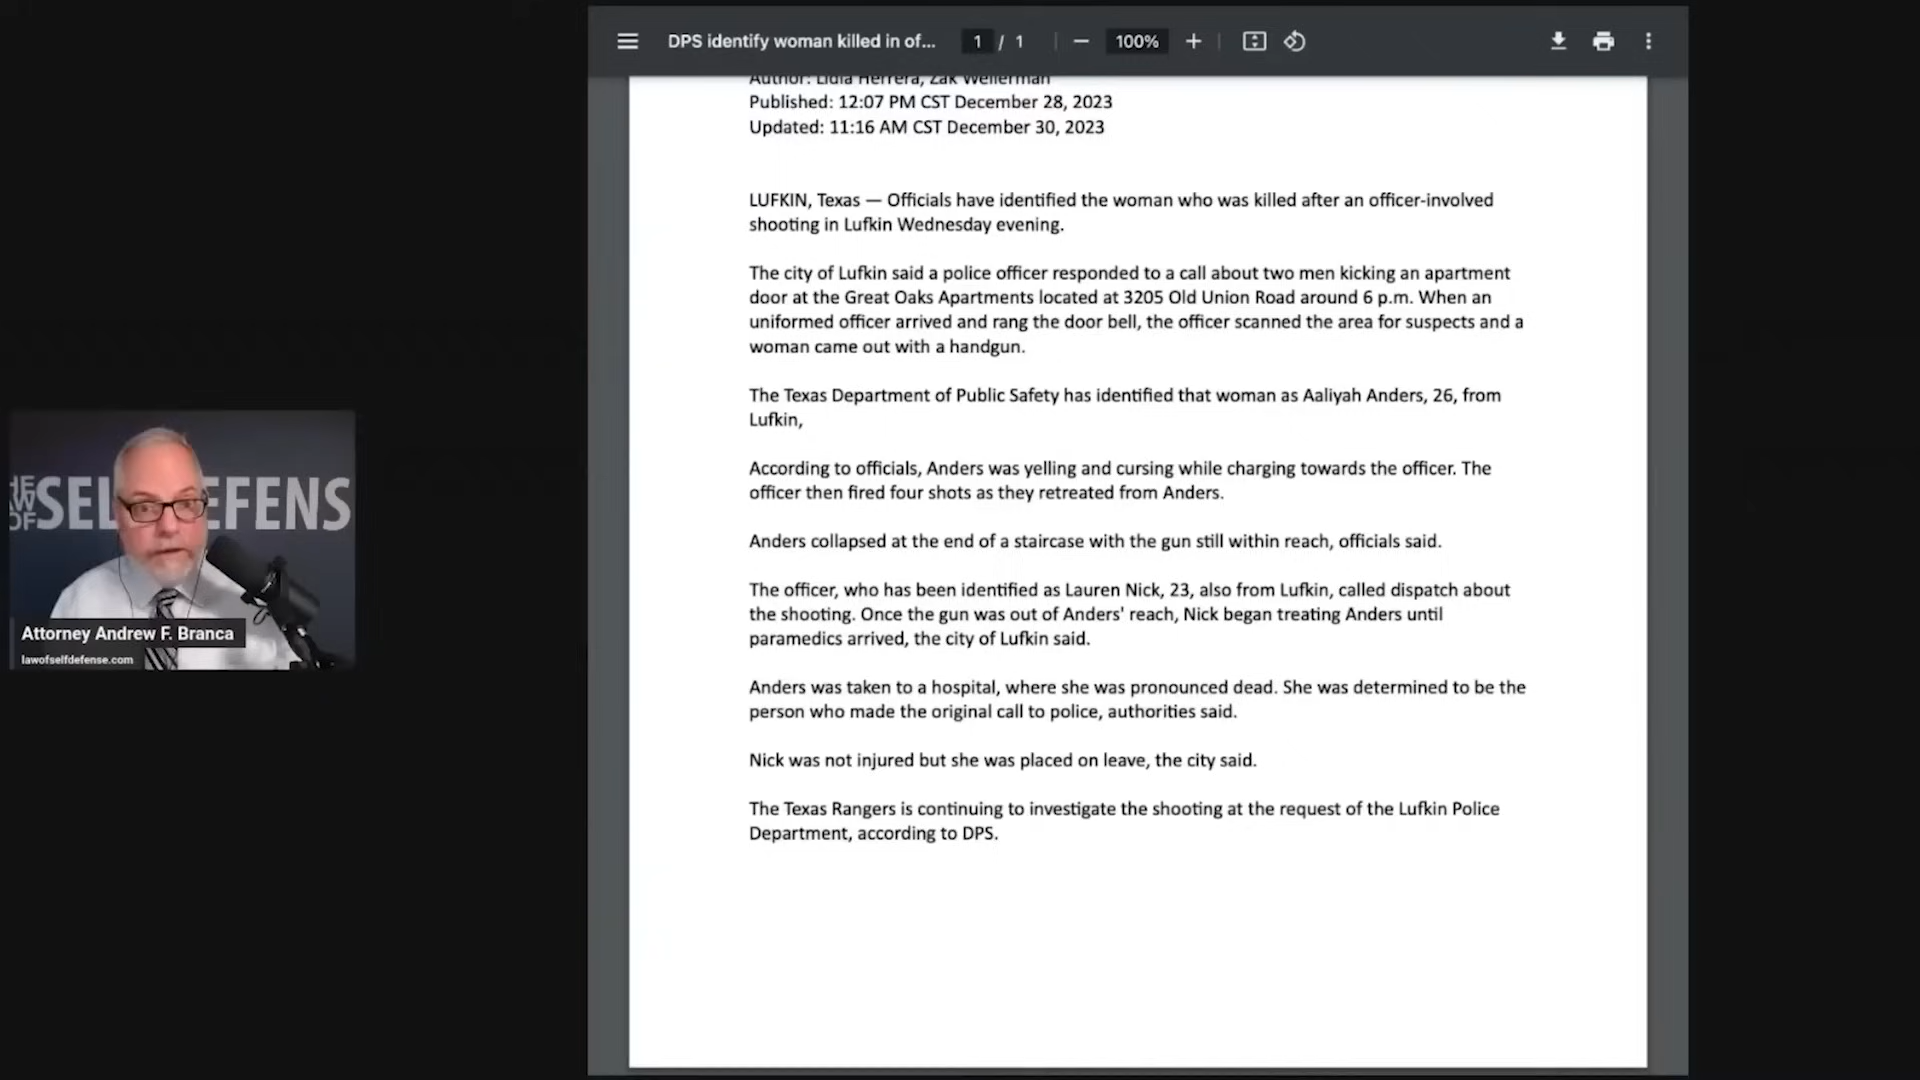 DPS identify woman killed in of...
1 / 1
100%
Author: Lidia Herrera, Zak Wellerman
Published: 12:07 PM CST December 28, 2023
Updated: 11:16 AM CST December 30, 2023
LUFKIN, Texas — Officials have identified the woman who was killed after an officer-involved
shooting in Lufkin Wednesday evening.
The city of Lufkin said a police officer responded to a call about two men kicking an apartment
door at the Great Oaks Apartments located at 3205 Old Union Road around 6 p.m. When an
uniformed officer arrived and rang the door bell, the officer scanned the area for suspects and a
woman came out with a handgun.
The Texas Department of Public Safety has identified that woman as Aaliyah Anders, 26, from
Lufkin,
According to officials, Anders was yelling and cursing while charging towards the officer. The
officer then fired four shots as they retreated from Anders.
Anders collapsed at the end of a staircase with the gun still within reach, officials said.
The officer, who has been identified as Lauren Nick, 23, also from Lufkin, called dispatch about
the shooting. Once the gun was out of Anders' reach, Nick began treating Anders until
paramedics arrived, the city of Lufkin said.
Anders was taken to a hospital, where she was pronounced dead. She was determined to be the
person who made the original call to police, authorities said.
Nick was not injured but she was placed on leave, the city said.
The Texas Rangers is continuing to investigate the shooting at the request of the Lufkin Police
Department, according to DPS.
OF SEL EFENS
Attorney Andrew F. Branca
lawofselfdefense.com